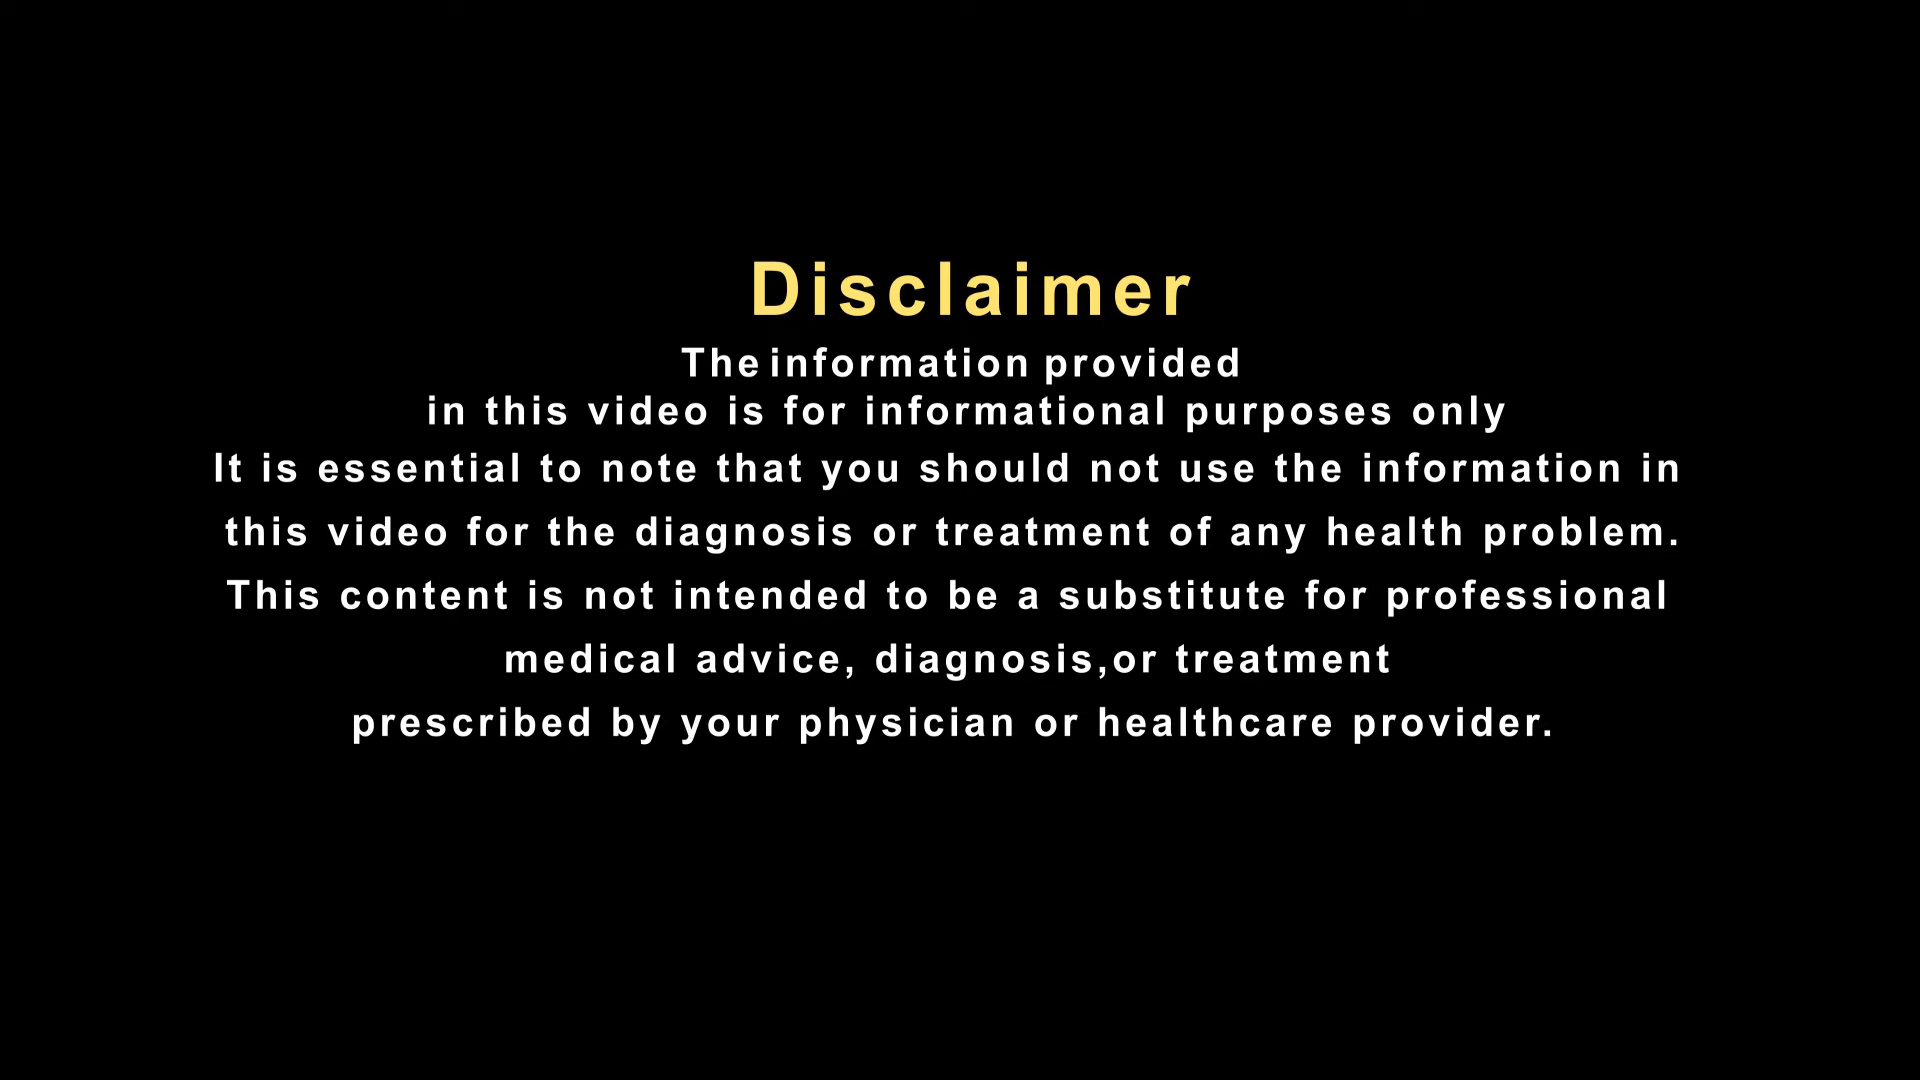 Disclaimer
The information provided
in this video is for informational purposes only
It is essential to note that you should not use the information in
this video for the diagnosis or treatment of any health problem.
This content is not intended to be a substitute for professional
medical advice, diagnosis,or treatment
prescribed by your physician or healthcare provider.